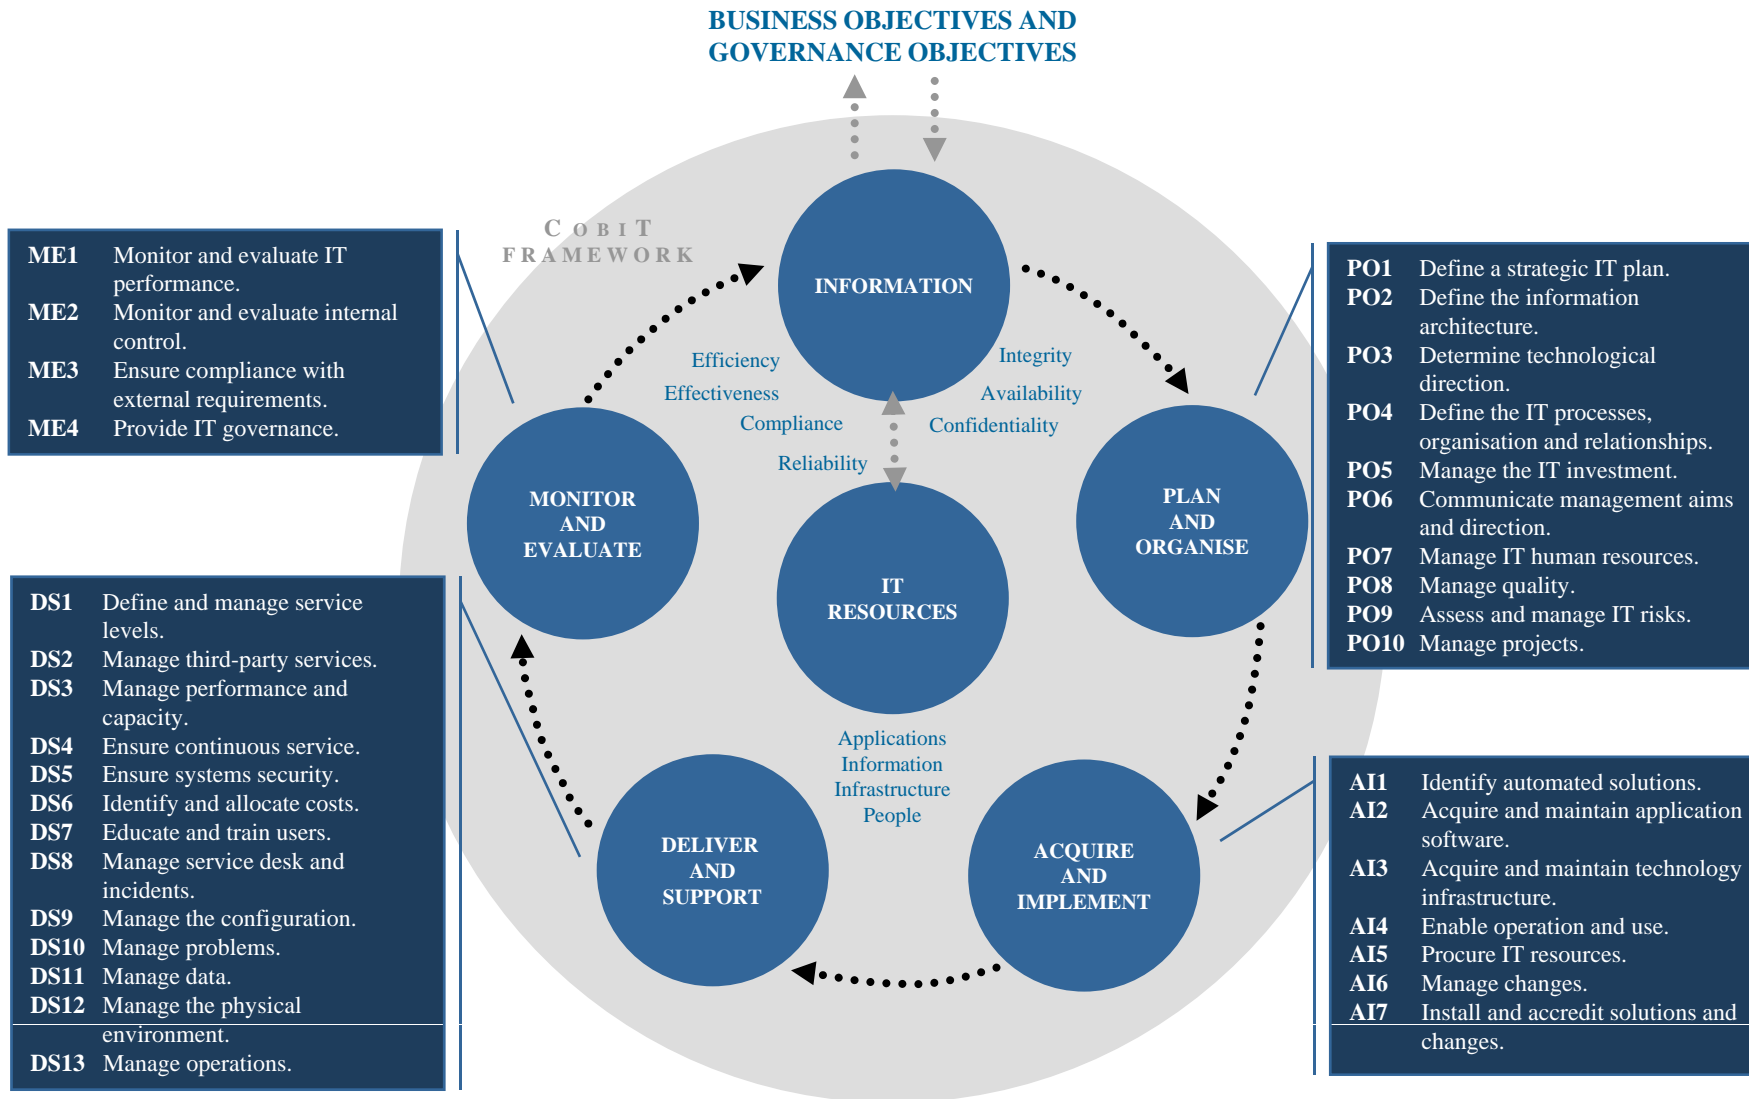 BUSINESS OBJECTIVES AND
GOVERNANCE OBJECTIVES
COBIT
FRAMEWORK
INFORMATION
Efficiency
Effectiveness
Compliance
Reliability
Integrity
Availability
Confidentiality
MONITOR
AND
EVALUATE
PLAN
AND
ORGANISE
IT
RESOURCES
Applications
Information
Infrastructure
People
DELIVER
AND
SUPPORT
ACQUIRE
AND
IMPLEMENT
ME1 Monitor and evaluate IT
performance.
ME2 Monitor and evaluate internal
control.
ME3 Ensure compliance with
external requirements.
ME4 Provide IT governance.
DS1 Define and manage service
levels.
DS2 Manage third-party services.
DS3 Manage performance and
capacity.
DS4 Ensure continuous service.
DS5 Ensure systems security.
DS6 Identify and allocate costs.
DS7 Educate and train users.
DS8 Manage service desk and
incidents.
DS9 Manage the configuration.
DS10 Manage problems.
DS11 Manage data.
DS12 Manage the physical
environment.
DS13 Manage operations.
PO1 Define a strategic IT plan.
PO2 Define the information
architecture.
PO3 Determine technological
direction.
PO4 Define the IT processes,
organisation and relationships.
PO5 Manage the IT investment.
PO6 Communicate management aims
and direction.
PO7 Manage IT human resources.
PO8 Manage quality.
PO9 Assess and manage IT risks.
PO10 Manage projects.
AI1 Identify automated solutions.
AI2 Acquire and maintain application
software.
AI3 Acquire and maintain technology
infrastructure.
AI4 Enable operation and use.
AI5 Procure IT resources.
AI6 Manage changes.
AI7 Install and accredit solutions and
changes.